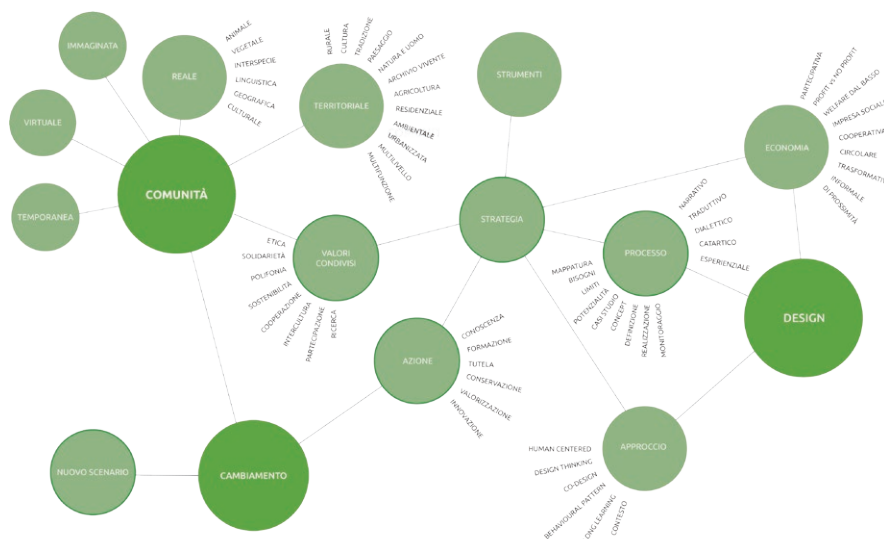 IMMAGINATA
REALE
ANIMALE
VEGETALE
INTERSPECIE
LINGUISTICA
GEOGRAFICA
CULTURALE
TERRITORIALE
RURALE
CULTURA
TRADIZIONE
PAESAGGIO
NATURA E UOMO
ARCHIVIO VIVENTE
AGRICOLTURA
RESIDENZIALE
AMBIENTALE
URBANIZZATA
MULTILIVELLO
MULTIFUNZIONE
STRUMENTI
ECONOMIA
PARTECIPATIVA
PROFIT VS NO PROFIT
WELFARE DAL BASSO
IMPRESA SOCIALE
COOPERATIVA
CIRCOLARE
TRASFORMATIV
INFORMALE
DI PROSSIMITÀ
VIRTUALE
COMUNITÀ
TEMPORANEA
VALORI
CONDIVISI
ETICA
SOLIDARIETÀ
POLIFONIA
SOSTENIBILITÀ
COOPERAZIONE
INTERCULTURA
PARTECIPAZIONE
RICERCA
STRATEGIA
PROCESSO
NARRATIVO
TRADUTTIVO
DIALETTICO
CATARTICO
ESPERIENZIALE
MAPPATURA
BISOGNI
LIMITI
POTENZIALITÀ
CASI STUDIO
CONCEPT
DEFINIZIONE
REALIZZAZIONE
MONITORAGGIO
DESIGN
AZIONE
CONOSCENZA
FORMAZIONE
TUTELA
CONSERVAZIONE
VALORIZZAZIONE
INNOVAZIONE
APPROCCIO
HUMAN CENTERED
DESIGN THINKING
CO-DESIGN
BEHAVIOURAL PATTERN
ONG LEARNING
CONTESTO
NUOVO SCENARIO
CAMBIAMENTO